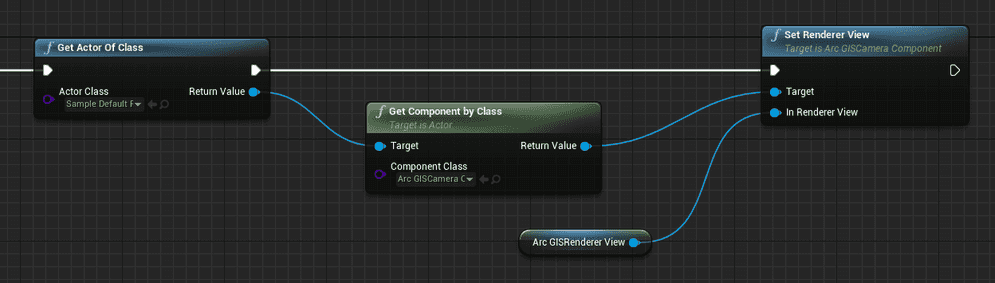 Get Actor Of Class
Actor Class
Sample Default F
Return Value
Get Component by Class
Target is Actor
Target
Return Value
Component Class
Arc GISCamera C
Set Renderer View
Target is Arc GISCamera Component
Target
In Renderer View
Arc GISRenderer View